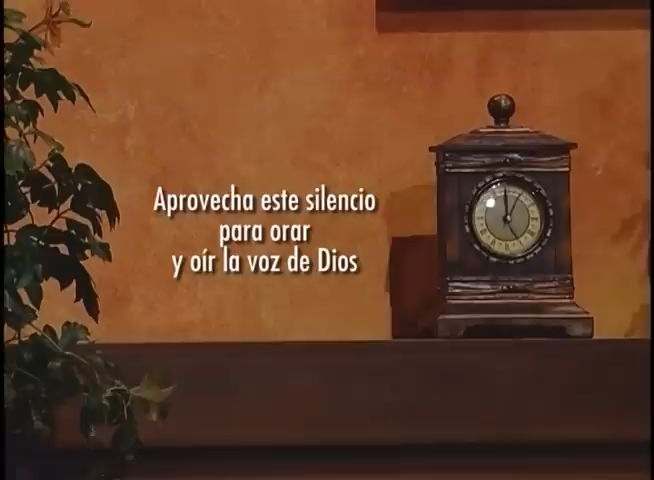 Aprovecha este silencio
para orar
y oír la voz de Dios